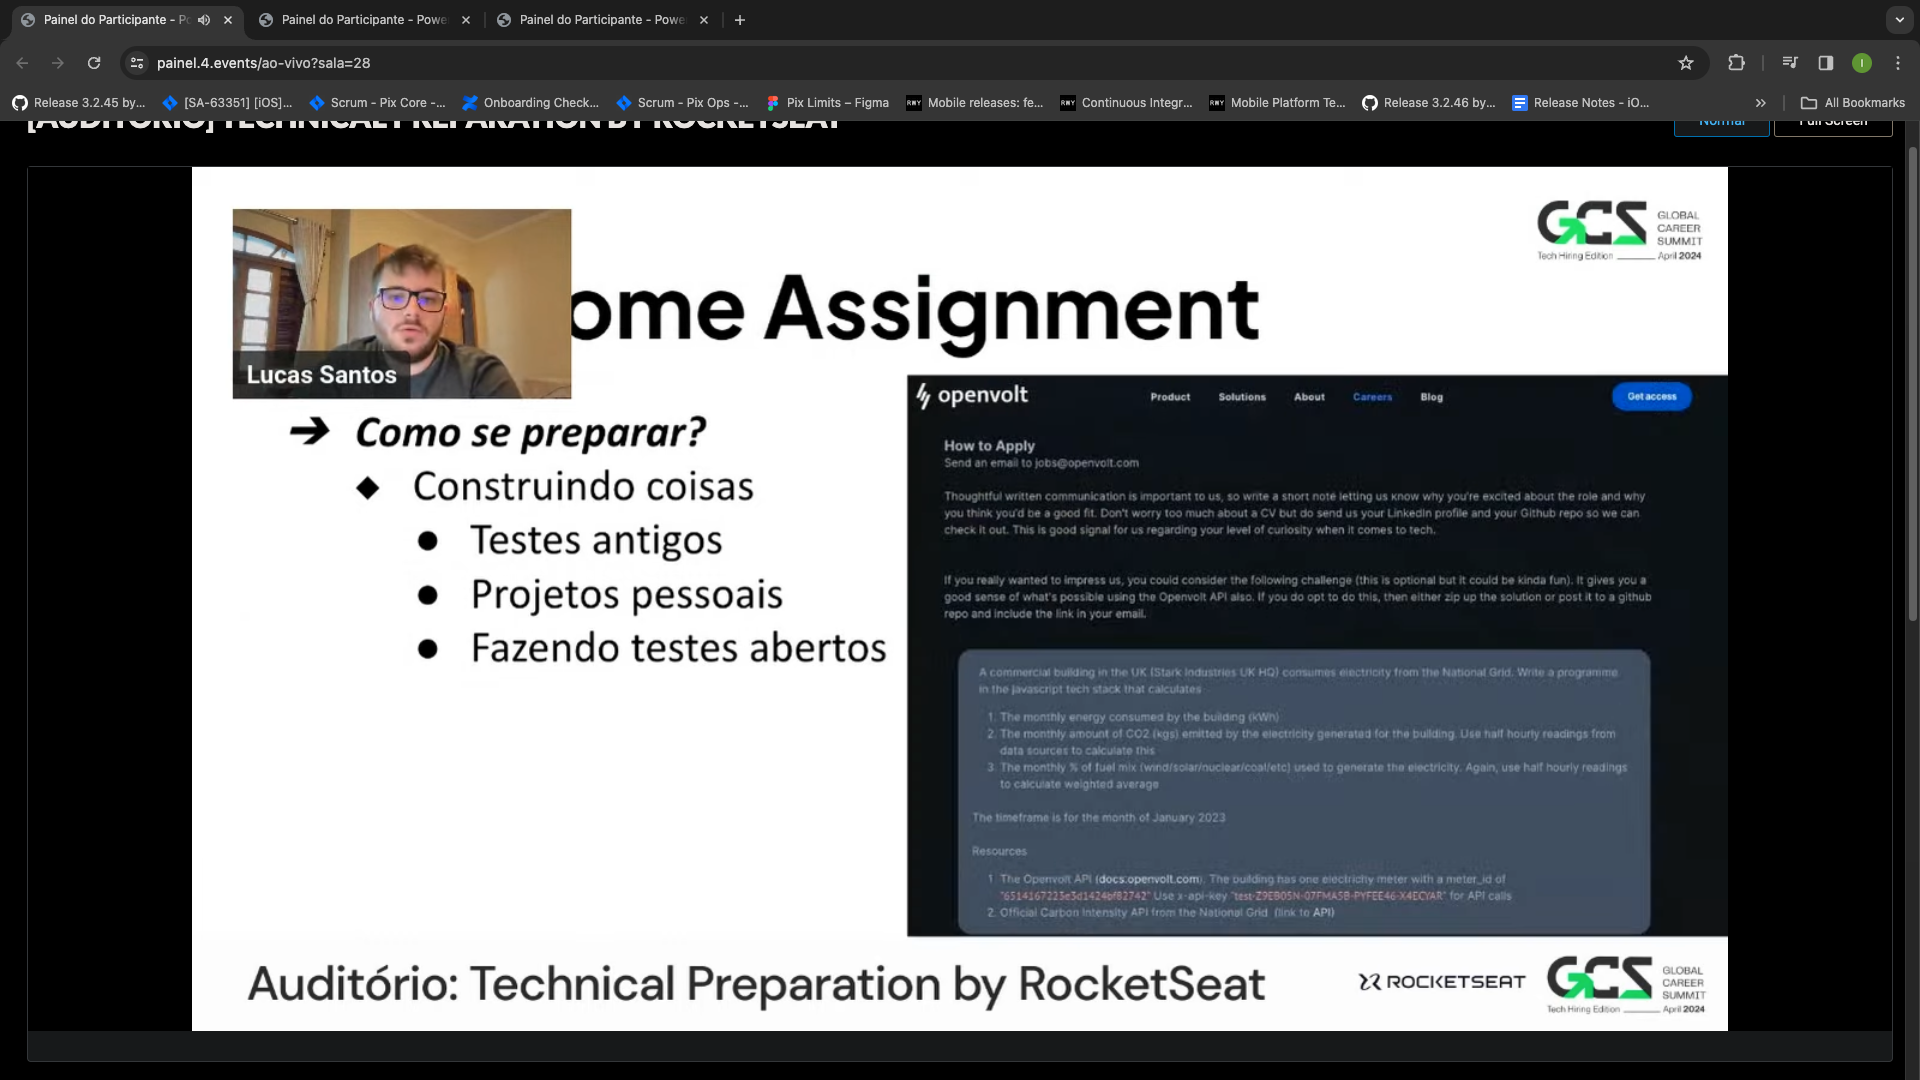 Painel do Participante - Po
Painel do Participante - Powe
Painel do Participante - Powe
painel.4.events/ao-vivo?sala=28
Release 3.2.45 by...
[SA-63351] [iOS]...
Scrum - Pix Core -...
Onboarding Check...
Scrum - Pix Ops -...
Pix Limits – Figma
Mobile releases: fe...
Continuous Integr...
Mobile Platform Te...
Release 3.2.46 by...
Release Notes - iO...
All Bookmarks
[AUDITÓRIO] TECHNICAL PREPARATION BY ROCKETSEAT
Normal
Full Screen
GCS GLOBAL
CAREER
SUMMIT
Tech Hiring Edition April 2024
ome Assignment
Lucas Santos
➔ Como se preparar?
◆ Construindo coisas
● Testes antigos
● Projetos pessoais
● Fazendo testes abertos
openvolt
Product
Solutions
About
Careers
Blog
Get access
How to Apply
Send an email to jobs@openvolt.com
Thoughtful written communication is important to us, so write a short note letting us know why you're excited about the role and why
you think you'd be a good fit. Don't worry too much about a CV but do send us your LinkedIn profile and your Github repo so we can
check it out. This is good signal for us regarding your level of curiosity when it comes to tech.
If you really wanted to impress us, you could consider the following challenge (this is optional but it could be kinda fun). It gives you a
good sense of what's possible using the Openvolt API also. If you do opt to do this, then either zip up the solution or post it to a github
repo and include the link in your email.
A commercial building in the UK (Stark Industries UK HQ) consumes electricity from the National Grid. Write a programme
in the javascript tech stack that calculates
1. The monthly energy consumed by the building (kWh)
2. The monthly amount of CO2 (kgs) emitted by the electricity generated for the building. Use half hourly readings from
data sources to calculate this
3. The monthly % of fuel mix (wind/solar/nuclear/coal/etc) used to generate the electricity. Again, use half hourly readings
to calculate weighted average
The timeframe is for the month of January 2023
Resources
1 The Openvolt API (docs.openvolt.com). The building has one electricity meter with a meter_id of
"6514167223e3d1424bf82742" Use x-api-key "test-Z9EB05N-07FMA5B-PYFEE46-X4ECYAR" for API calls
2. Official Carbon Intensity API from the National Grid (link to API)
Auditório: Technical Preparation by RocketSeat
ROCKETSEAT
GCS GLOBAL
CAREER
SUMMIT
Tech Hiring Edition April 2024